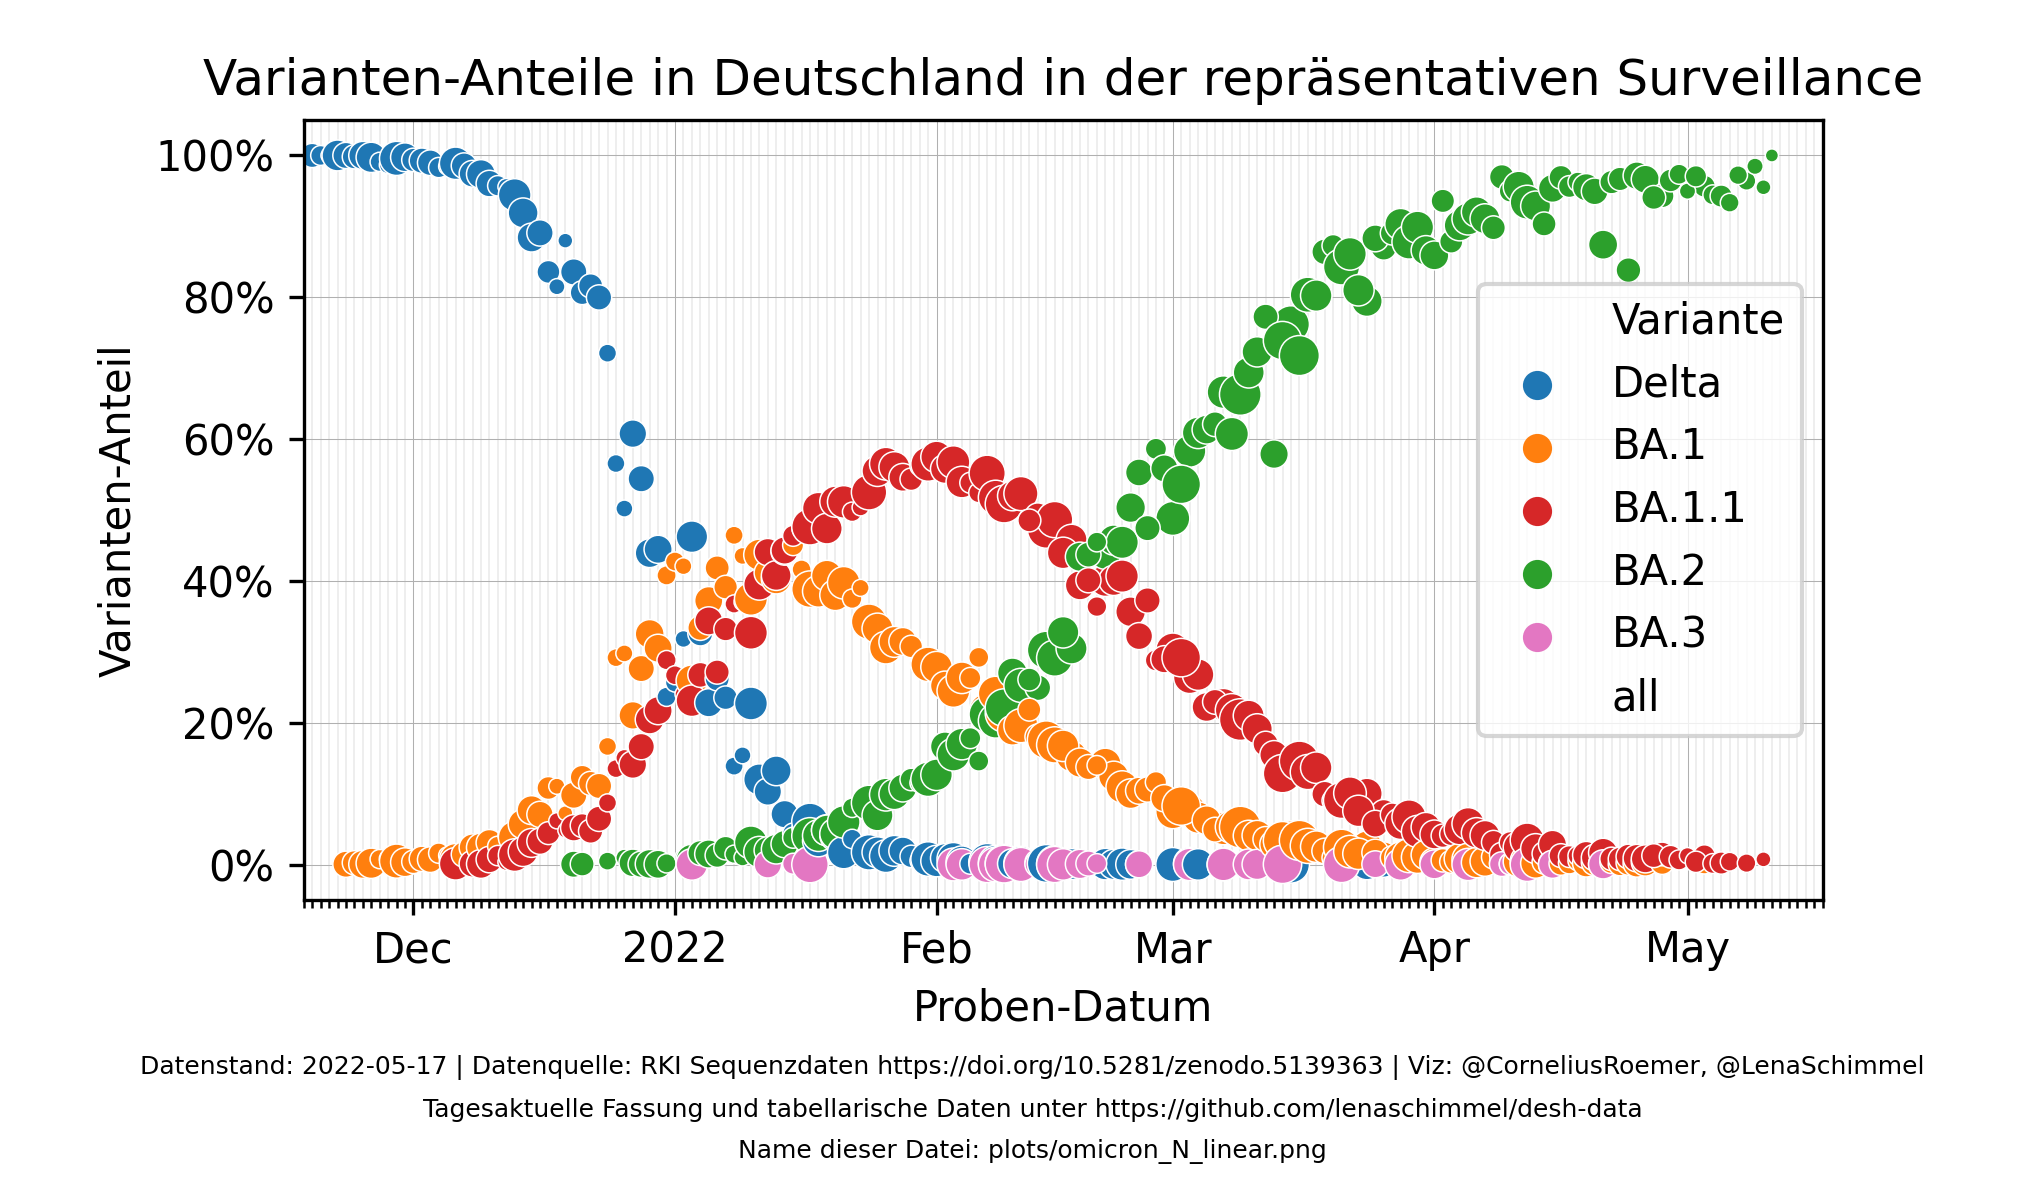 Varianten-Anteile in Deutschland in der repräsentativen Surveillance
Varianten-Anteil
100%
80%
60%
40%
20%
0%
Variante
Delta
BA.1
BA.1.1
BA.2
BA.3
all
Dec 2022 Feb Mar Apr May
Proben-Datum
Datenstand: 2022-05-17 | Datenquelle: RKI Sequenzdaten https://doi.org/10.5281/zenodo.5139363 | Viz: @CorneliusRoemer, @LenaSchimmel
Tagesaktuelle Fassung und tabellarische Daten unter https://github.com/lenaschimmel/desh-data
Name dieser Datei: plots/omicron_N_linear.png